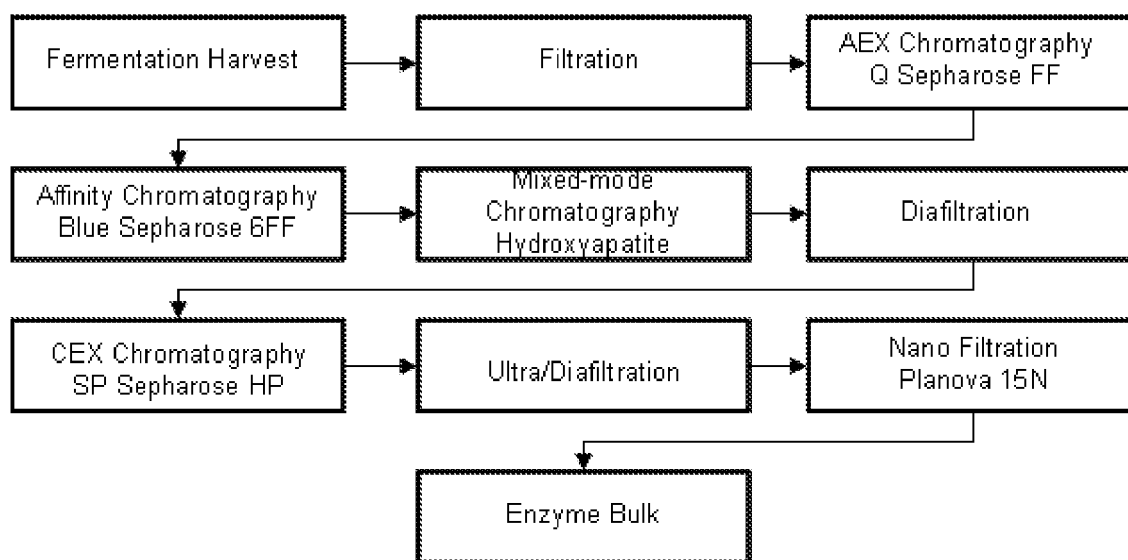 Fermentation Harvest
Filtration
AEX Chromatography
Q Sepharose FF
Affinity Chromatography
Blue Sepharose 6FF
Mixed-mode
Chromatography
Hydroxyapatite
Diafiltration
CEX Chromatography
SP Sepharose HP
Ultra/Diafiltration
Nano Filtration
Planova 15N
Enzyme Bulk